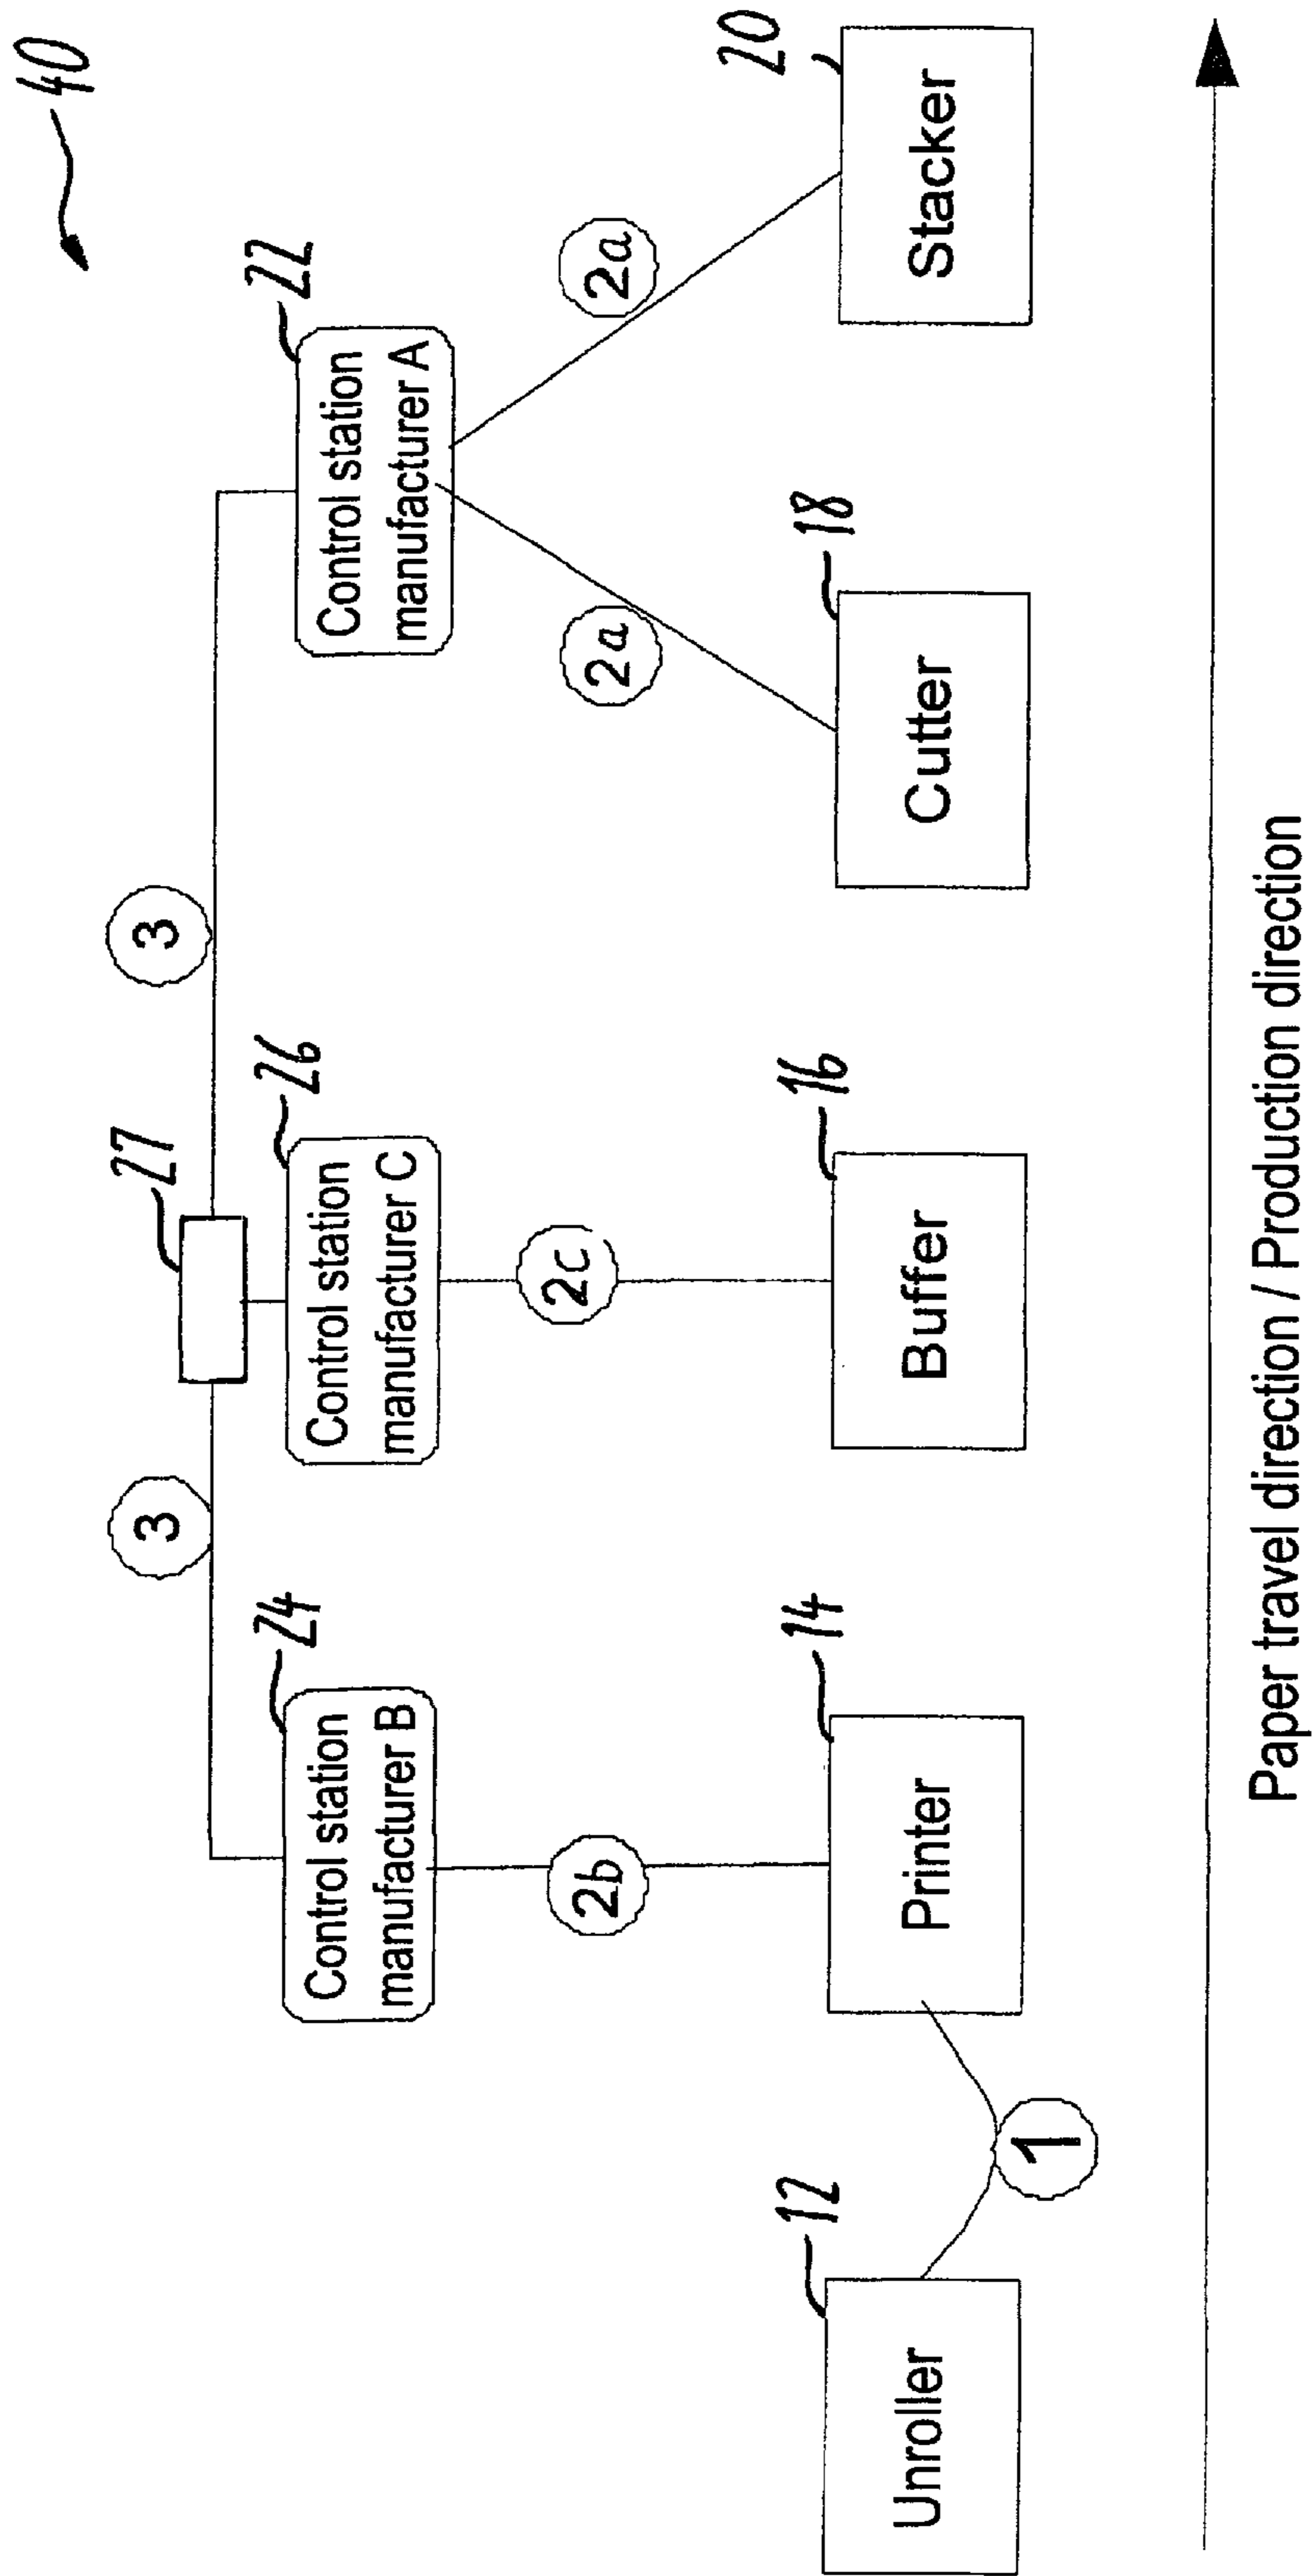 40
27
3
3
24
26
22
Control station
manufacturer B
Control station
manufacturer C
Control station
manufacturer A
2b
2c
2a
2a
12
14
16
18
20
Unroller
Printer
Buffer
Cutter
Stacker
1
Paper travel direction / Production direction